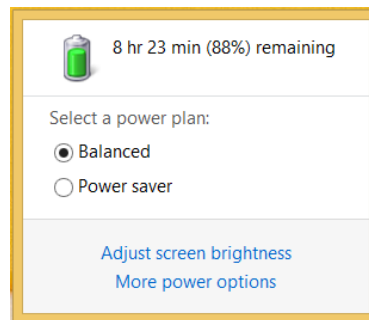 8 hr 23 min (88%) remaining
Select a power plan:
Balanced
Power saver
Adjust screen brightness
More power options